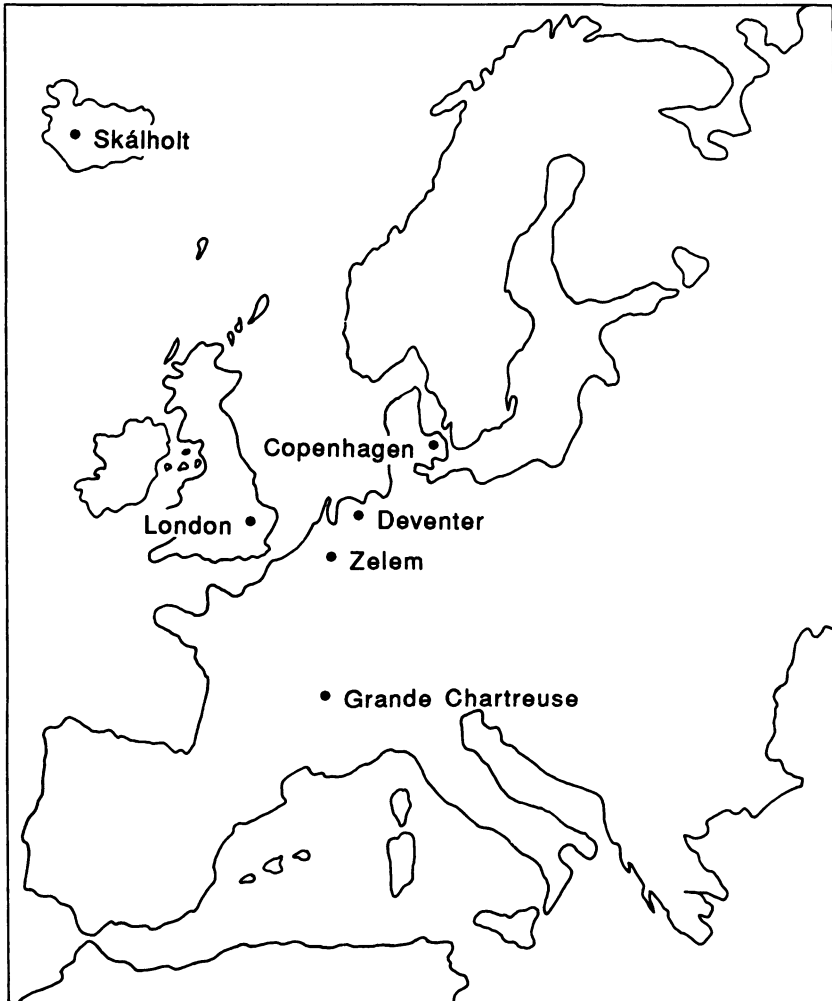 Skálholt
Copenhagen
London
Deventer
Zelem
Grande Chartreuse